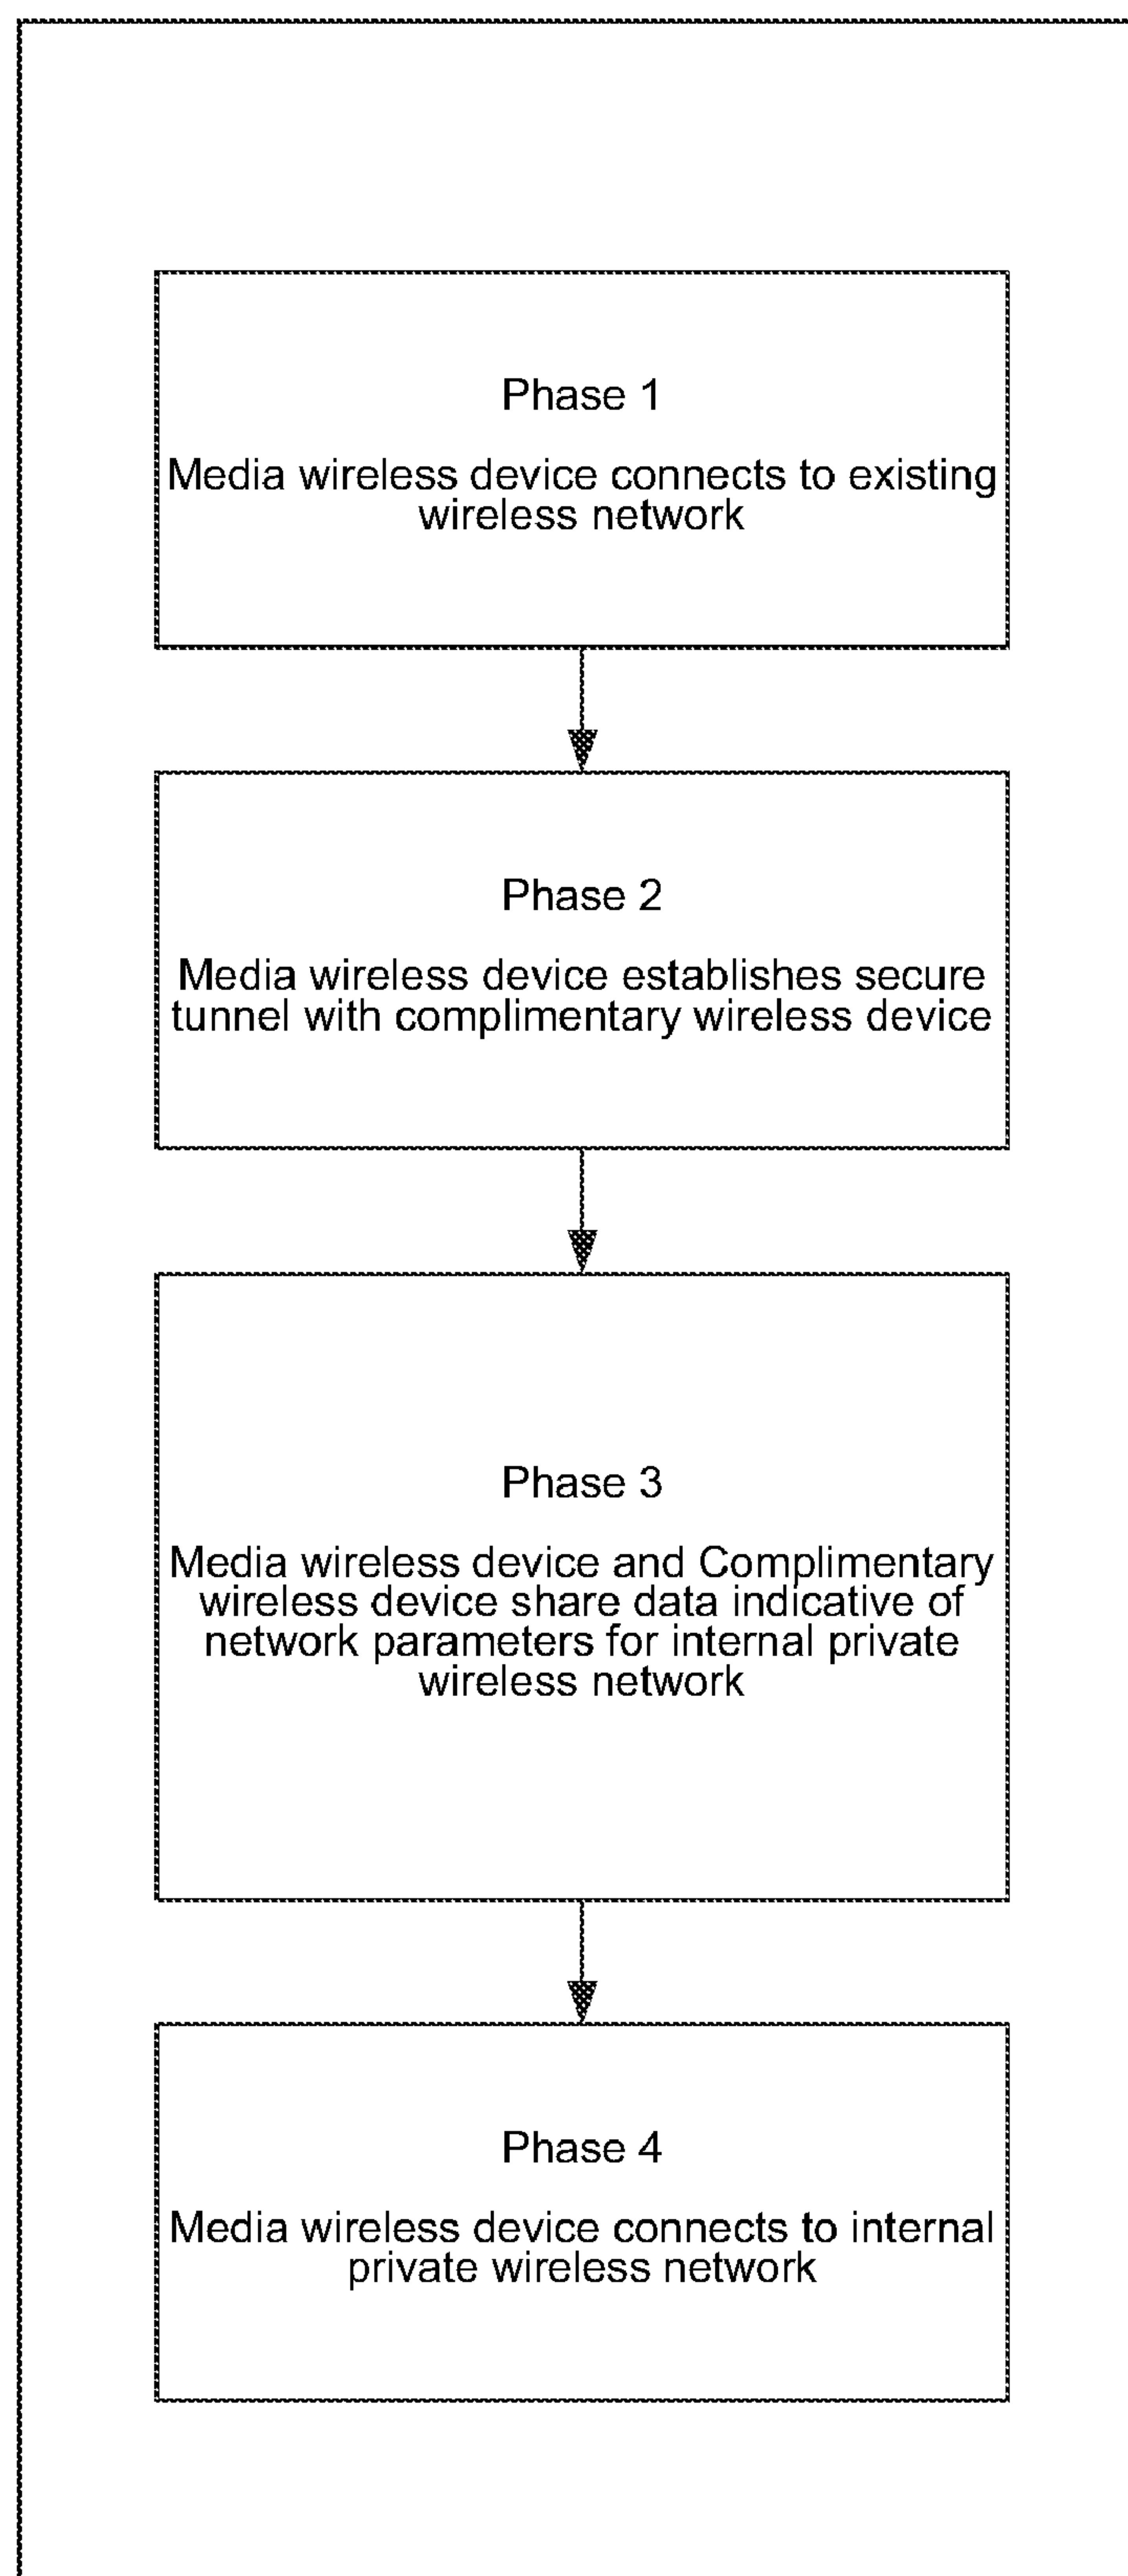 Phase 1
Media wireless device connects to existing
wireless network
Phase 2
Media wireless device establishes secure
tunnel with complimentary wireless device
Phase 3
Media wireless device and Complimentary
wireless device share data indicative of
network parameters for internal private
wireless network
Phase 4
Media wireless device connects to internal
private wireless network